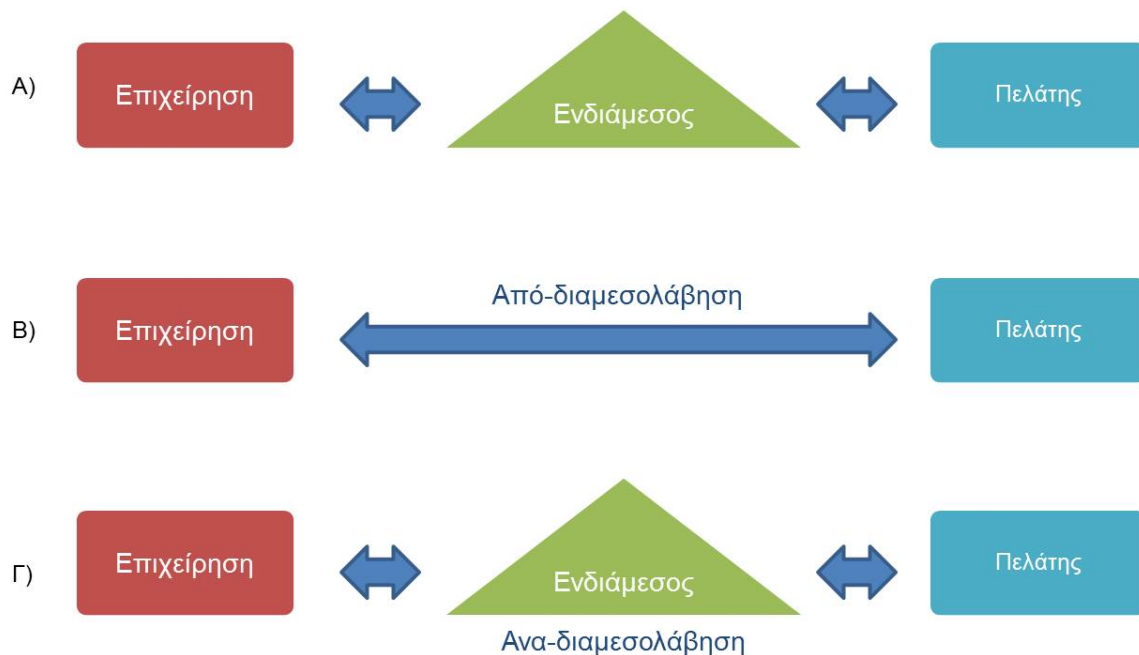 Α) Επιχείρηση Ενδιάμεσος Πελάτης
Από-διαμεσολάβηση
Β) Επιχείρηση Πελάτης
Γ) Επιχείρηση Ενδιάμεσος Πελάτης
Ανα-διαμεσολάβηση